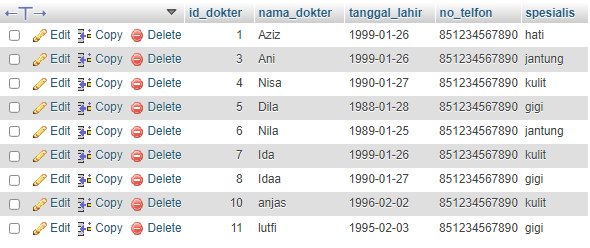 ←T→ id_dokter nama_dokter tanggal_lahir no_telfon spesialis
Edit Copy Delete 1 Aziz 1999-01-26 851234567890 hati
Edit Copy Delete 3 Ani 1999-01-26 851234567890 jantung
Edit Copy Delete 4 Nisa 1990-01-27 851234567890 kulit
Edit Copy Delete 5 Dila 1988-01-28 851234567890 gigi
Edit Copy Delete 6 Nila 1989-01-25 851234567890 jantung
Edit Copy Delete 7 Ida 1999-01-26 851234567890 kulit
Edit Copy Delete 8 Idaa 1990-01-27 851234567890 gigi
Edit Copy Delete 10 anjas 1996-02-02 851234567890 kulit
Edit Copy Delete 11 lutfi 1995-02-03 851234567890 gigi